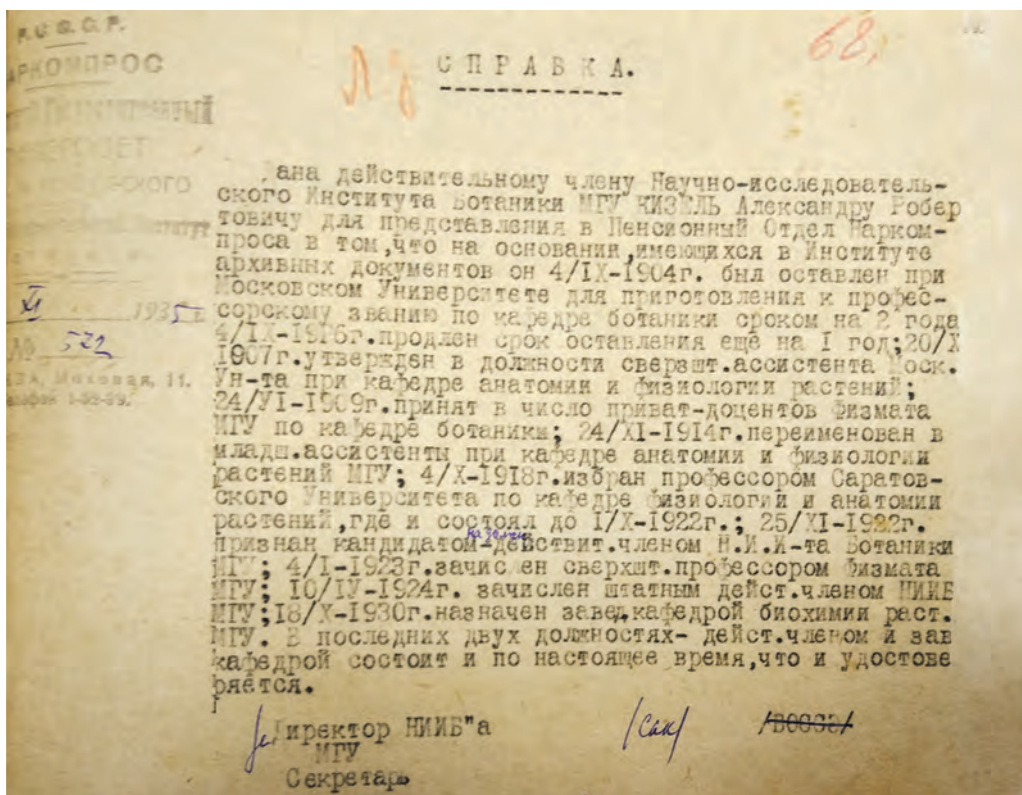 Р.С.Ф.С.Р.
НАРКОМПРОС
68.
СПРАВКА.
Дана действительному члену Научно-исследователь-
ского Института Ботаники МГУ КИЗЕЛЬ Александру Робер
товичу для представления в Пенсионный Отдел Нарком-
проса в том,что на основании,имеющихся в Институте
архивных документов он 4/IX-1904г. был оставлен при
Московском Университете для приготовления к профес-
сорскому званию по кафедре ботаники сроком на 2 года
4/IX-1906г.продлен срок оставления еще на I год;20/X
1907г.утвержден в должности сверхшт.ассистента Моск.
Ун-та при кафедре анатомии и физиологии растений;
24/VI-1909г.принят в число приват-доцентов Физмата
МГУ по кафедре ботаники; 24/XI-1914г.переименован в
младш.ассистенты при кафедре анатомии и физиологии
растений МГУ; 4/X-1918г.избран профессором Саратов-
ского Университета по кафедре физиологии и анатомии
растений,где и состоял до I/X-1922г.; 25/XI-1922г.
признан кандидатом действит.членом Н.И.И-та Ботаники
МГУ; 4/I-1923г.зачис ен сверхшт.профессором Физмата
МГУ; 10/IV-1924г. зачислен штатным дейст.членом НИИБ
МГУ;18/X-1930г.назначен завед.кафедрой биохимии раст.
МГУ. В последних двух должностях- дейст.членом и зав
кафедрой состоит и по настоящее время,что и удостове
ряется.
XI 1935 г.
№ 572
Моховая, 11.
Директор НИИБ"а
МГУ
/Сак/
Секретарь